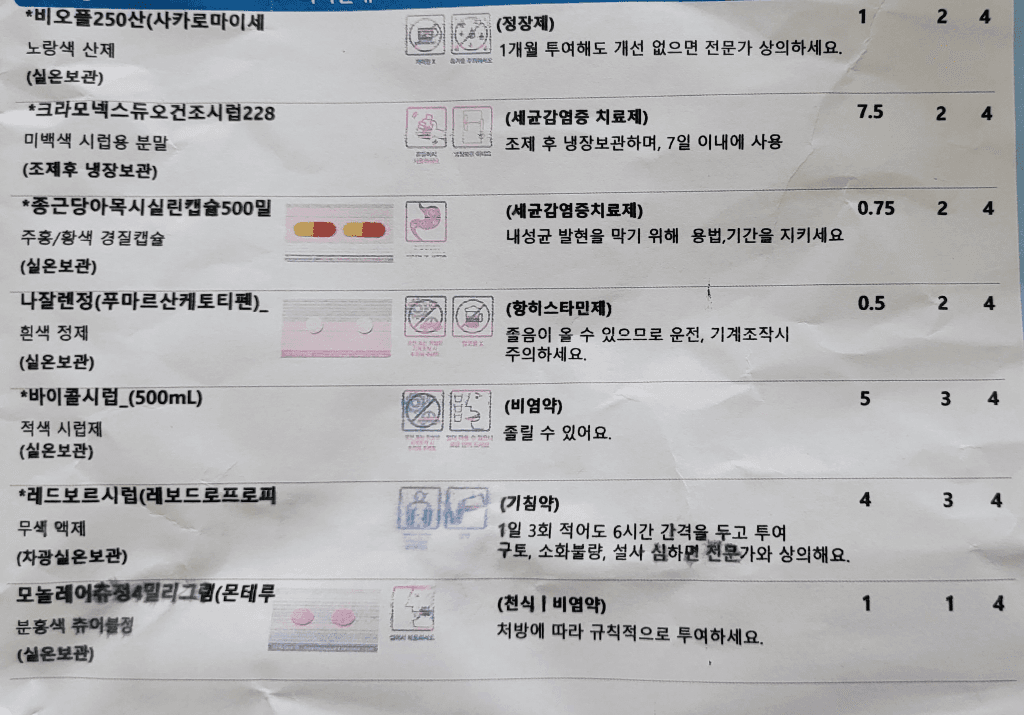 *비오플250산(사카로마이세
노랑색 산제
(실온보관)
(정장제)
1개월 투여해도 개선 없으면 전문가 상의하세요.
1 2 4
*크라모넥스듀오건조시럽228
미백색 시럽용 분말
(조제후 냉장보관)
(세균감염증 치료제)
조제 후 냉장보관하며, 7일 이내에 사용
7.5 2 4
*종근당아목시실린캡슐500밀
주홍/황색 경질캡슐
(실온보관)
(세균감염증치료제)
내성균 발현을 막기 위해 용법,기간을 지키세요
0.75 2 4
나잘렌정(푸마르산케토티펜)_
흰색 정제
(실온보관)
(항히스타민제)
졸음이 올 수 있으므로 운전, 기계조작시
주의하세요.
0.5 2 4
*바이콜시럽_(500mL)
적색 시럽제
(실온보관)
(비염약)
졸릴 수 있어요.
5 3 4
*레드보르시럽(레보드로프로피
무색 액제
(차광실온보관)
(기침약)
1일 3회 적어도 6시간 간격을 두고 투여
구토, 소화불량, 설사 심하면 전문가와 상의해요.
4 3 4
모놀레어츄정4밀리그램(몬테루
분홍색 츄어블정
(실온보관)
(천식ㅣ비염약)
처방에 따라 규칙적으로 투여하세요.
1 1 4